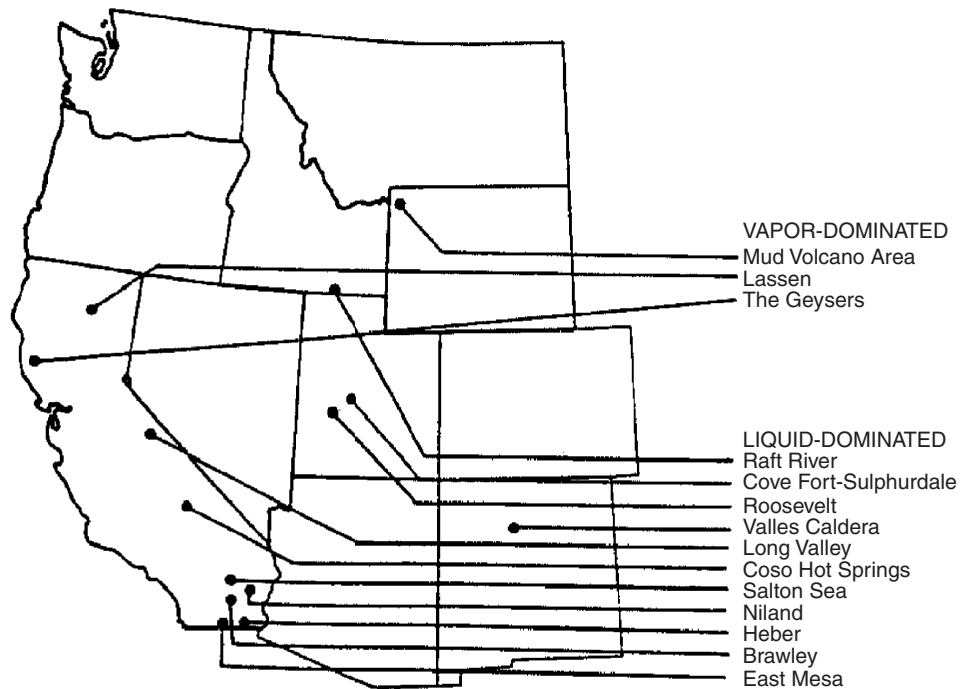 VAPOR-DOMINATED
Mud Volcano Area
Lassen
The Geysers
LIQUID-DOMINATED
Raft River
Cove Fort-Sulphurdale
Roosevelt
Valles Caldera
Long Valley
Coso Hot Springs
Salton Sea
Niland
Heber
Brawley
East Mesa